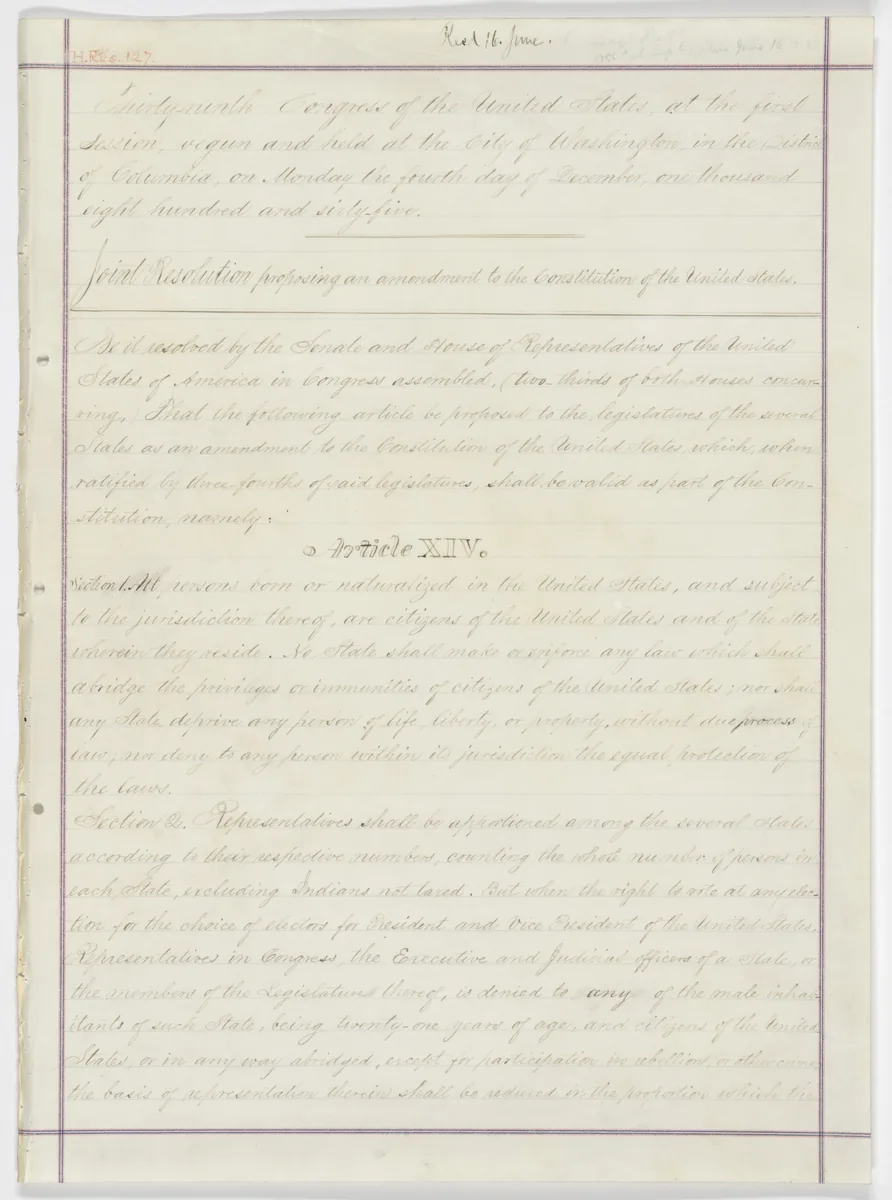 Recd 16. June.
H.Res. 127.
Thirty-ninth Congress of the United States, at the first
Session, begun and held at the City of Washington, in the District
of Columbia, on Monday the fourth day of December, one thousand
eight hundred and sixty-five.
Joint Resolution proposing an amendment to the Constitution of the United States.
Be it resolved by the Senate and House of Representatives of the United
States of America in Congress assembled, (two-thirds of both Houses concur-
ring,) That the following article be proposed to the legislatures of the several
States as an amendment to the Constitution of the United States, which, when
ratified by three-fourths of said legislatures, shall be valid as part of the Con-
stitution, namely:
Article XIV.
Section 1. All persons born or naturalized in the United States, and subject
to the jurisdiction thereof, are citizens of the United States and of the State
wherein they reside. No State shall make or enforce any law which shall
abridge the privileges or immunities of citizens of the United States; nor shall
any State deprive any person of life, liberty, or property, without due process of
law; nor deny to any person within its jurisdiction the equal protection of
the laws.
Section 2. Representatives shall be apportioned among the several States
according to their respective numbers, counting the whole number of persons in
each State, excluding Indians not taxed. But when the right to vote at any elec-
tion for the choice of electors for President and Vice President of the United States,
Representatives in Congress, the Executive and Judicial officers of a State, or
the members of the Legislature thereof, is denied to any of the male inhab-
itants of such State, being twenty-one years of age, and citizens of the United
States, or in any way abridged, except for participation in rebellion, or other crime,
the basis of representation therein shall be reduced in the proportion which the